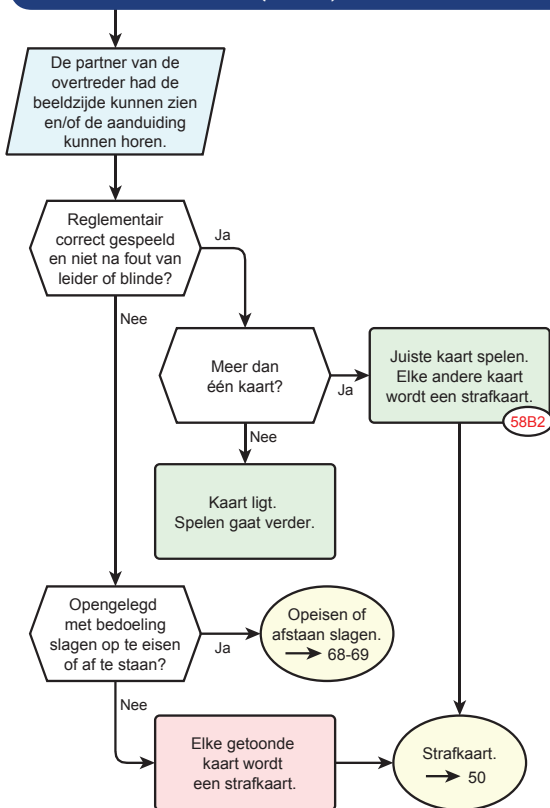 De partner van de
overtreder had de
beeldzijde kunnen zien
en/of de aanduiding
kunnen horen.
Reglementair
correct gespeeld
en niet na fout van
leider of blinde?
Ja
Nee
Meer dan
één kaart?
Ja
Juiste kaart spelen.
Elke andere kaart
wordt een strafkaart.
58B2
Nee
Kaart ligt.
Spelen gaat verder.
Opengelegd
met bedoeling
slagen op te eisen
of af te staan?
Ja
Opeisen of
afstaan slagen.
→ 68-69
Nee
Elke getoonde
kaart wordt
een strafkaart.
Strafkaart.
→ 50